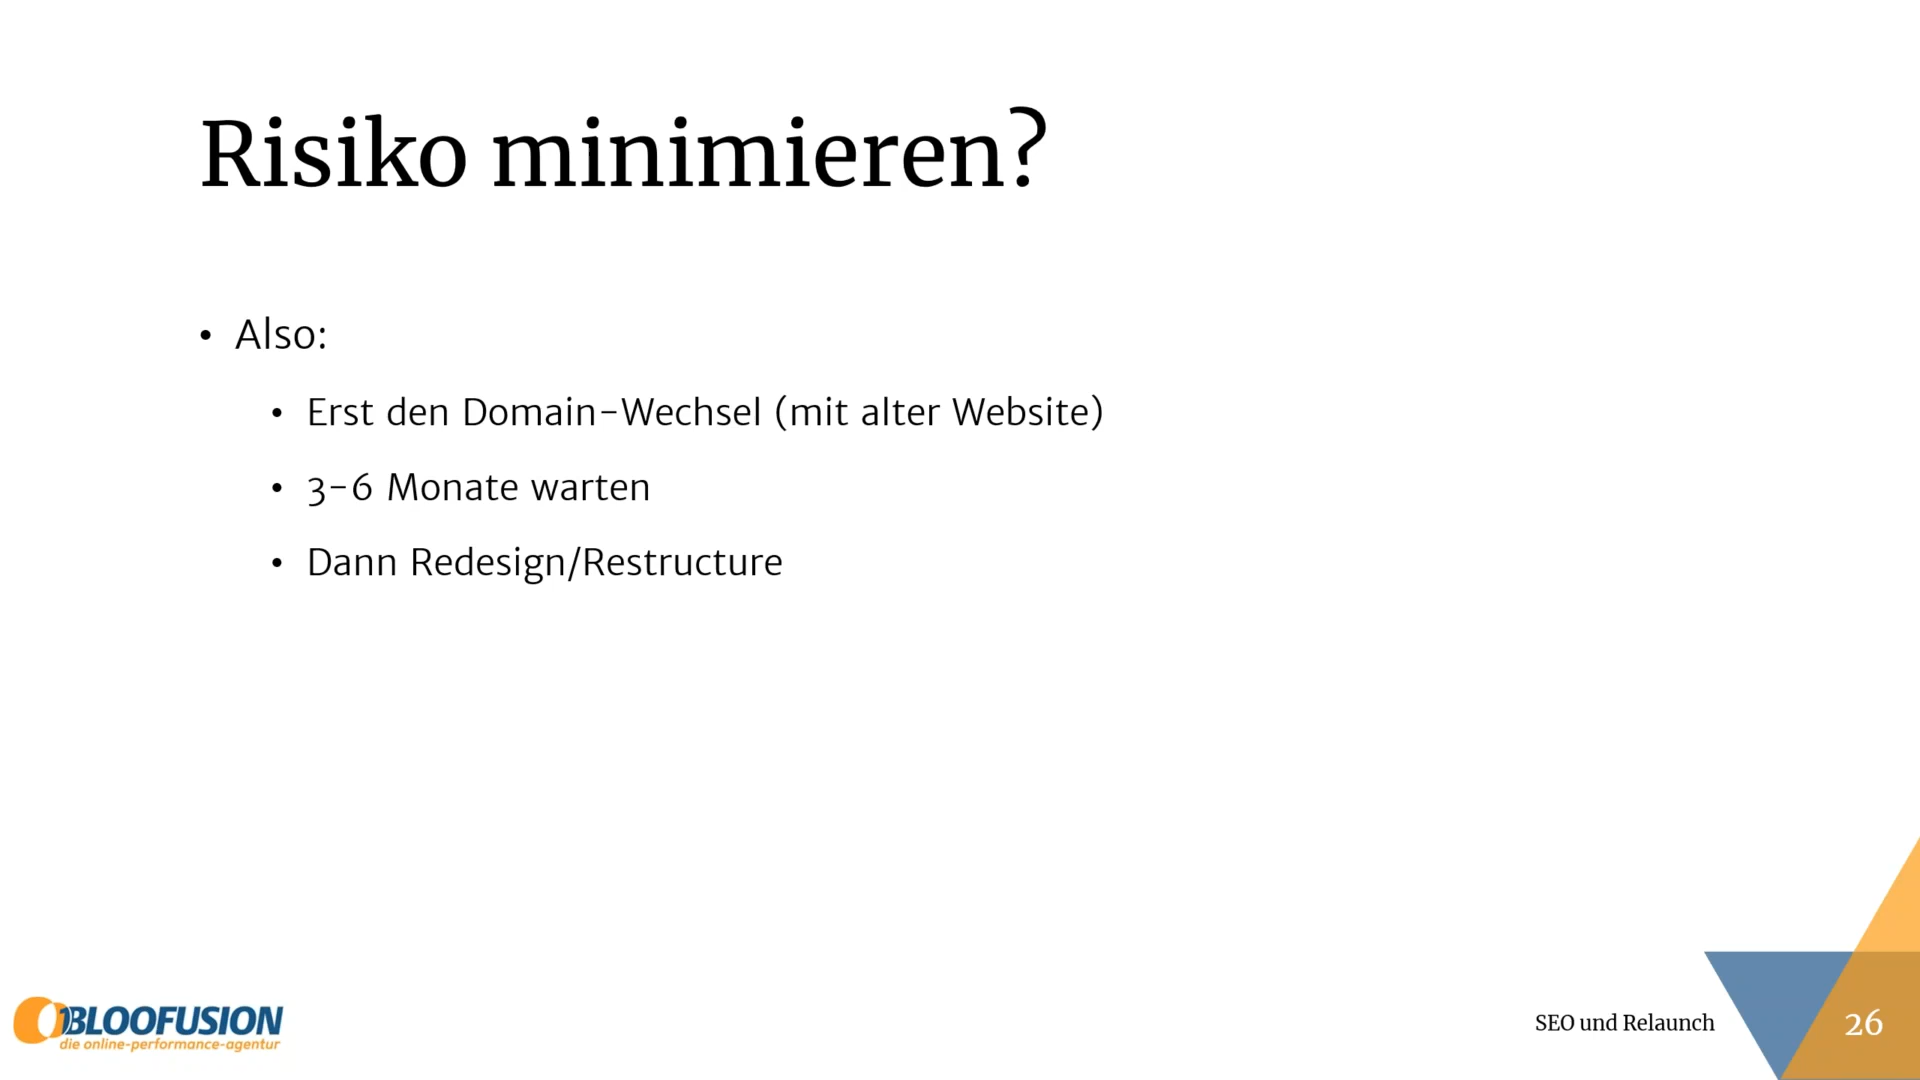 Risiko minimieren?
• Also:
• Erst den Domain-Wechsel (mit alter Website)
• 3-6 Monate warten
• Dann Redesign/Restructure
BLOOFUSION
die online-performance-agentur
SEO und Relaunch
26